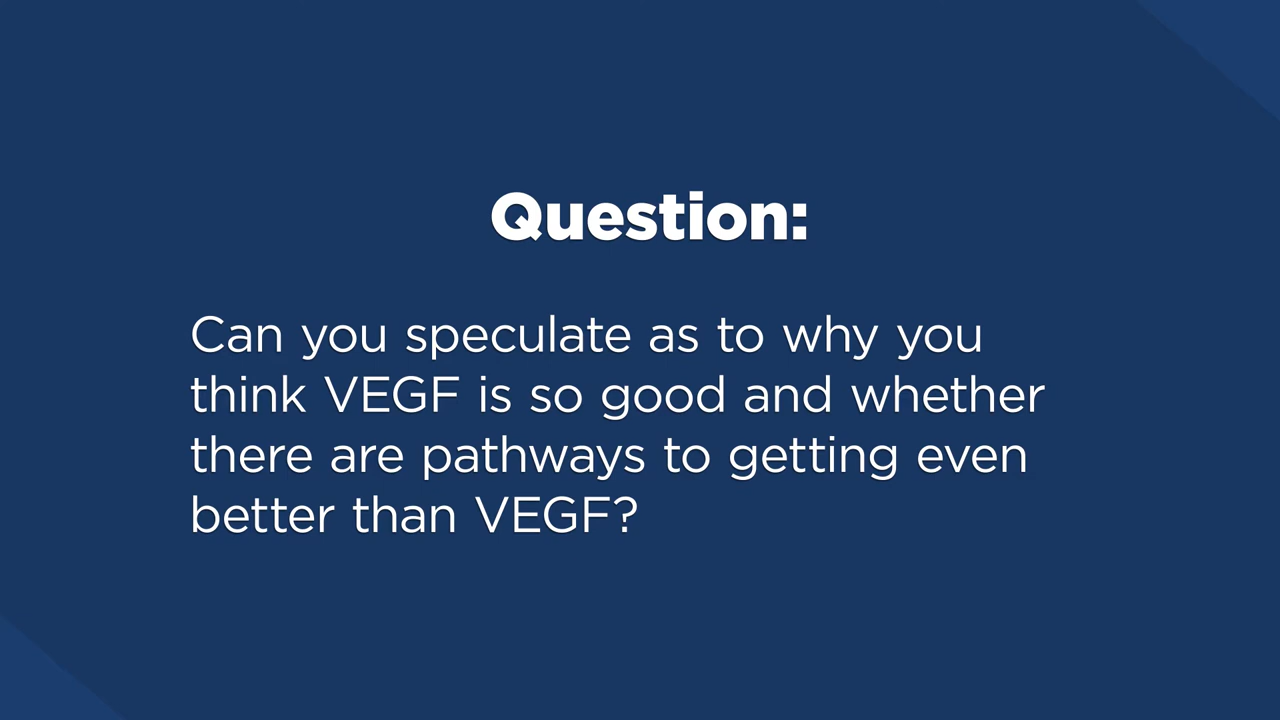 Question:
Can you speculate as to why you
think VEGF is so good and whether
there are pathways to getting even
better than VEGF?